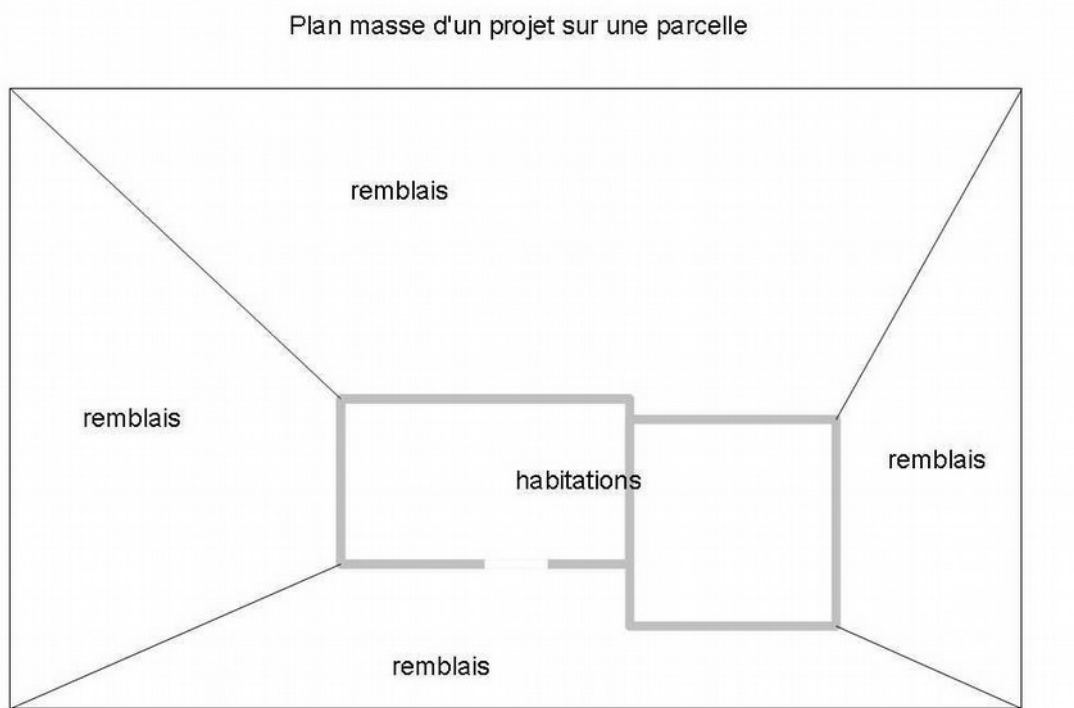 Plan masse d'un projet sur une parcelle
remblais
remblais
remblais
habitations
remblais